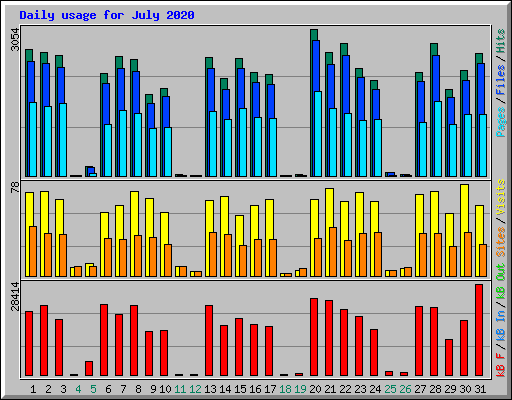 Daily usage for July 2020
3054
78
28414
Pages / Files / Hits
Sites / Visits
kB F / kB In / kB Out
1 2 3 4 5 6 7 8 9 10 11 12 13 14 15 16 17 18 19 20 21 22 23 24 25 26 27 28 29 30 31